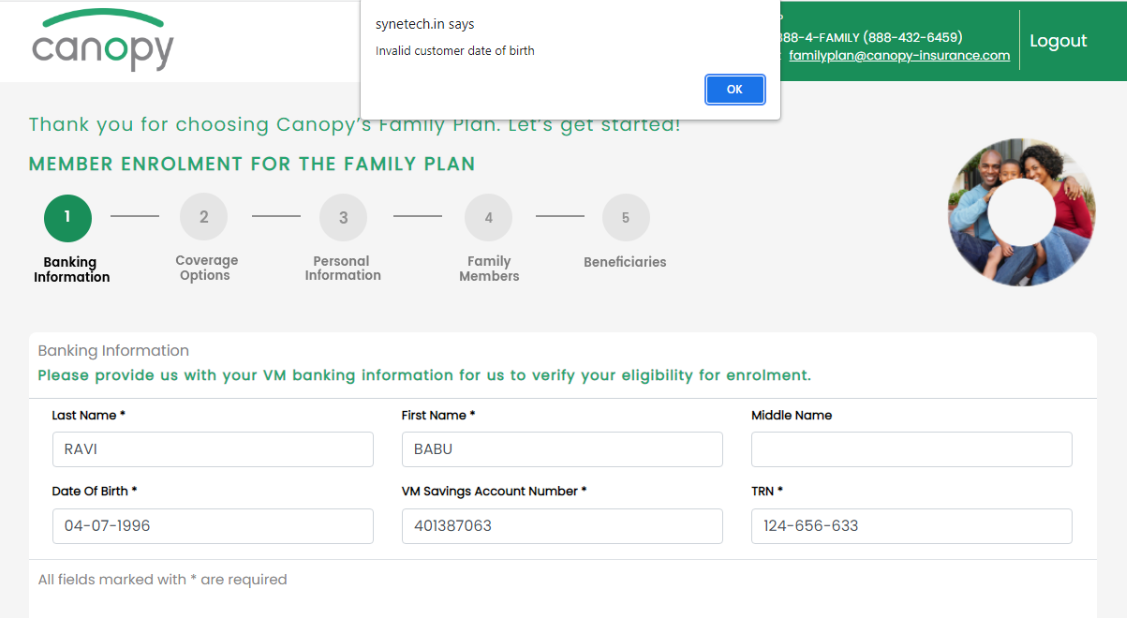 canopy
synetech.in says
Invalid customer date of birth
OK
88-4-FAMILY (888-432-6459)
familyplan@canopy-insurance.com
Logout
Thank you for choosing Canopy's Family Plan. Let's get started!
MEMBER ENROLMENT FOR THE FAMILY PLAN
1
2
3
4
5
Banking
Information
Coverage
Options
Personal
Information
Family
Members
Beneficiaries
Banking Information
Please provide us with your VM banking information for us to verify your eligibility for enrolment.
Last Name *
First Name *
Middle Name
RAVI
BABU
Date Of Birth *
VM Savings Account Number *
TRN *
04-07-1996
401387063
124-656-633
All fields marked with * are required